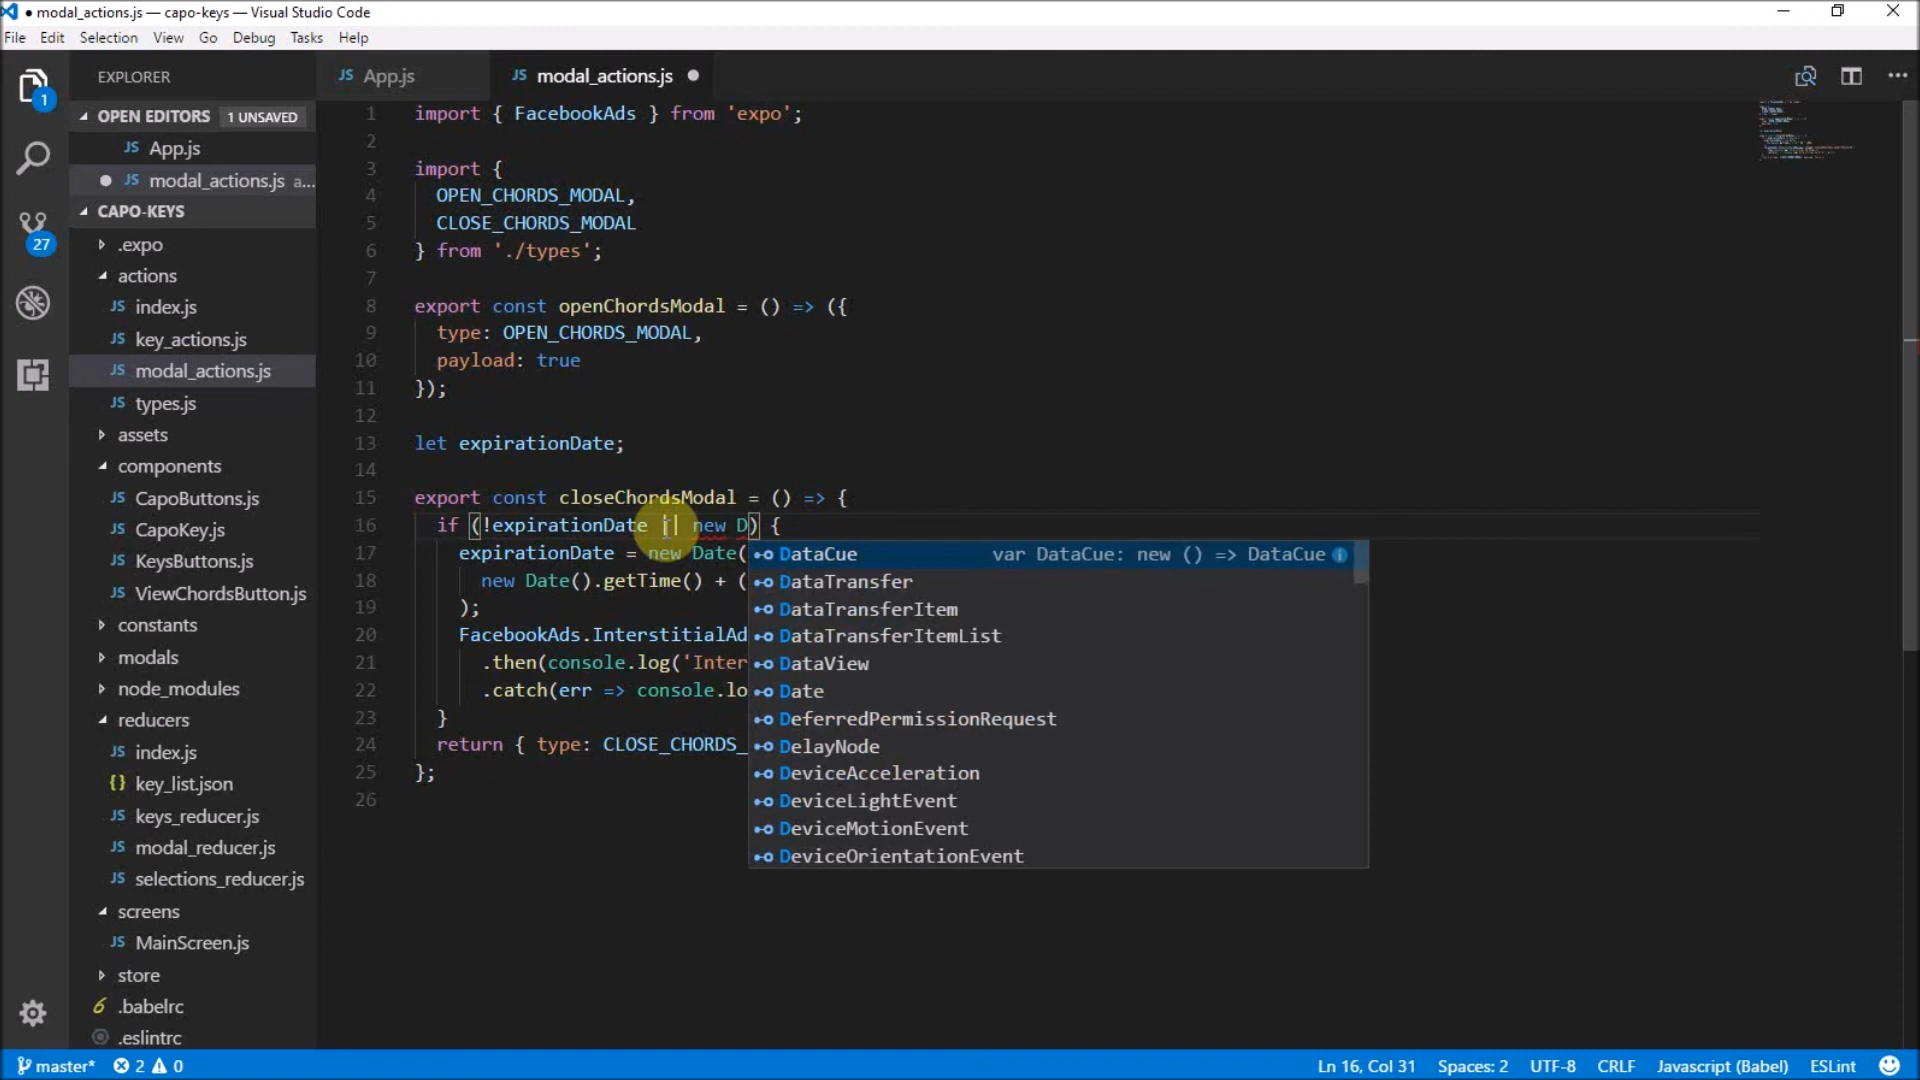 modal_actions.js — capo-keys — Visual Studio Code
File Edit Selection View Go Debug Tasks Help
EXPLORER
OPEN EDITORS 1 UNSAVED
JS App.js
JS modal_actions.js a...
CAPO-KEYS
.expo
actions
JS index.js
JS key_actions.js
JS modal_actions.js
JS types.js
assets
components
JS CapoButtons.js
JS CapoKey.js
JS KeysButtons.js
JS ViewChordsButton.js
constants
modals
node_modules
reducers
JS index.js
{} key_list.json
JS keys_reducer.js
JS modal_reducer.js
JS selections_reducer.js
screens
JS MainScreen.js
store
.babelrc
.eslintrc
1
27
JS App.js
JS modal_actions.js
1 import { FacebookAds } from 'expo';
2
3 import {
4 OPEN_CHORDS_MODAL,
5 CLOSE_CHORDS_MODAL
6 } from './types';
7
8 export const openChordsModal = () => ({
9 type: OPEN_CHORDS_MODAL,
10 payload: true
11 });
12
13 let expirationDate;
14
15 export const closeChordsModal = () => {
16 if (!expirationDate || new D) {
17 expirationDate = new Date(
18 new Date().getTime() + (
19 );
20 FacebookAds.InterstitialAd
21 .then(console.log('Inter
22 .catch(err => console.lo
23 }
24 return { type: CLOSE_CHORDS_
25 };
26
DataCue var DataCue: new () => DataCue
DataTransfer
DataTransferItem
DataTransferItemList
DataView
Date
DeferredPermissionRequest
DelayNode
DeviceAcceleration
DeviceLightEvent
DeviceMotionEvent
DeviceOrientationEvent
master* 2 0 Ln 16, Col 31 Spaces: 2 UTF-8 CRLF Javascript (Babel) ESLint